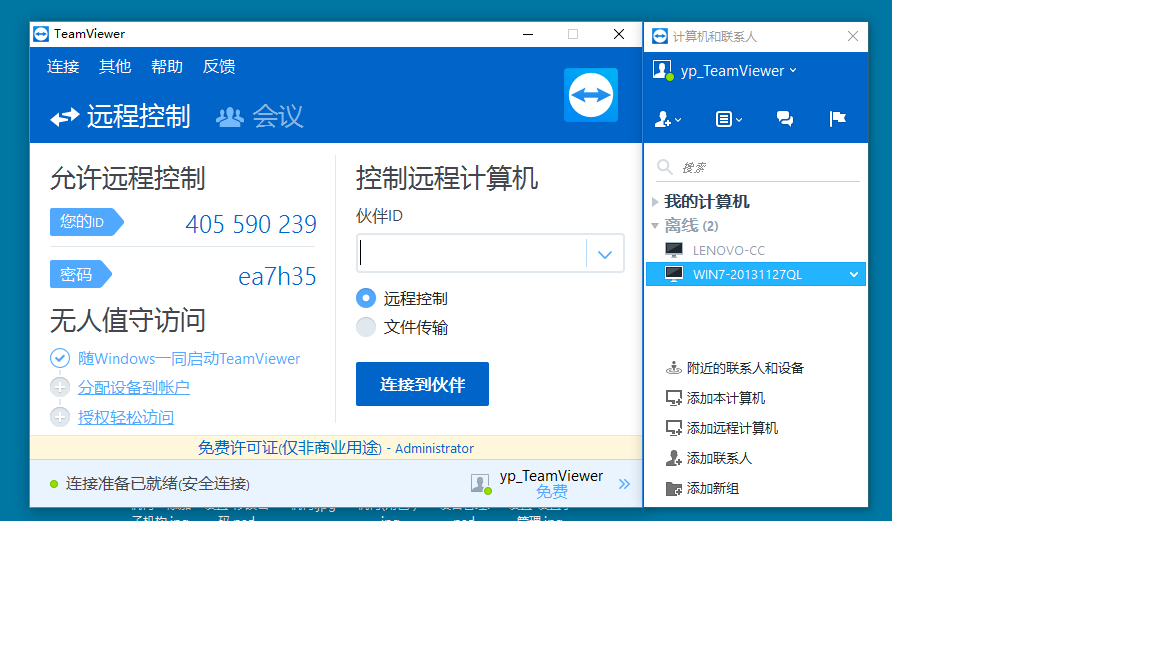 TeamViewer
连接 其他 帮助 反馈
远程控制 会议
允许远程控制
您的ID 405 590 239
密码 ea7h35
无人值守访问
随Windows一同启动TeamViewer
分配设备到帐户
授权轻松访问
控制远程计算机
伙伴ID
远程控制
文件传输
连接到伙伴
免费许可证(仅非商业用途) - Administrator
连接准备已就绪(安全连接)
yp_TeamViewer
免费
计算机和联系人
yp_TeamViewer
搜索
我的计算机
离线 (2)
LENOVO-CC
WIN7-20131127QL
附近的联系人和设备
添加本计算机
添加远程计算机
添加联系人
添加新组